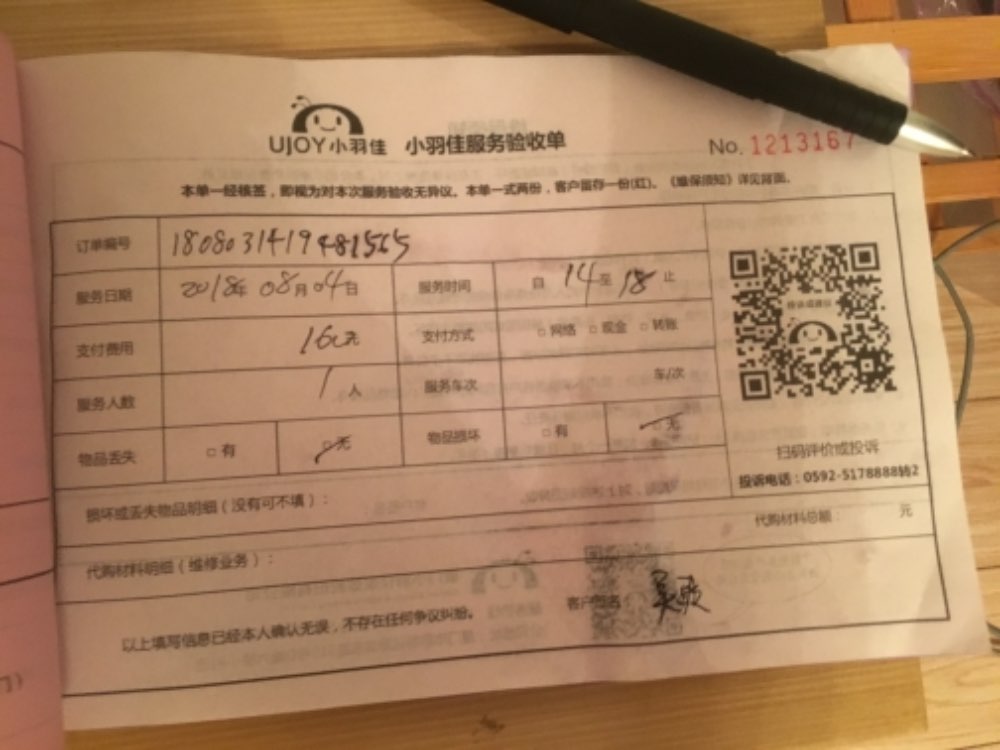 UJOY小羽佳 小羽佳服务验收单 No. 1213167
本单一经核签，即视为对本次服务验收无异议。本单一式两份，客户留存一份(红)。《维保须知》详见背面。
订单编号 1808031419481565
服务日期 2018年 08月 04日 服务时间 自 14 至 18 止
支付费用 160元 支付方式 □网络 □现金 □转账
服务人数 1 人 服务车次 车/次
物品丢失 □有 □无 物品损坏 □有 □无
扫码评价或投诉
投诉电话：0592-5178888转2
损坏或丢失物品明细（没有可不填）：
代购材料明细（维修业务）： 代购材料总额： 元
以上填写信息已经本人确认无误，不存在任何争议纠纷。 客户签名：